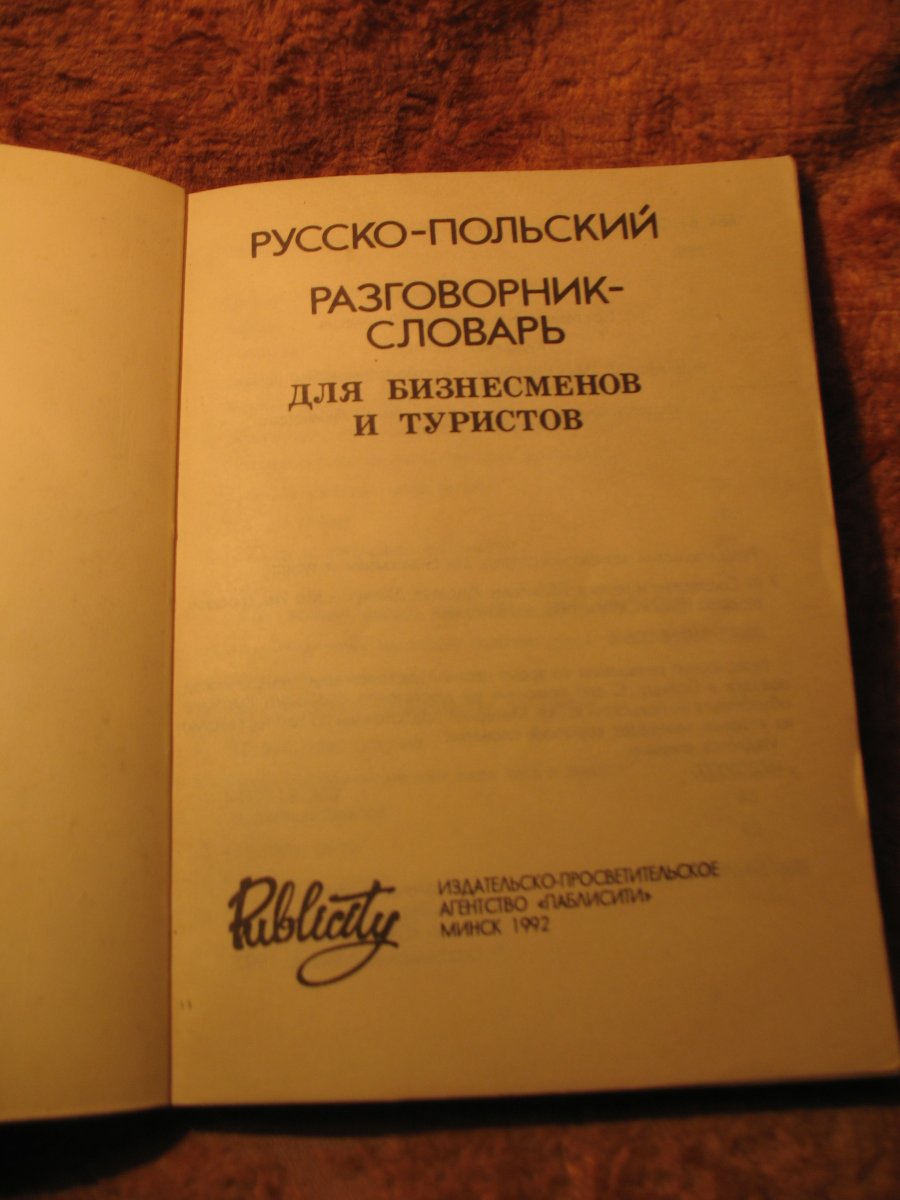 РУССКО-ПОЛЬСКИЙ
РАЗГОВОРНИК-
СЛОВАРЬ
ДЛЯ БИЗНЕСМЕНОВ
И ТУРИСТОВ
Publicity
ИЗДАТЕЛЬСКО-ПРОСВЕТИТЕЛЬСКОЕ
АГЕНТСТВО «ПАБЛИСИТИ»
МИНСК 1992